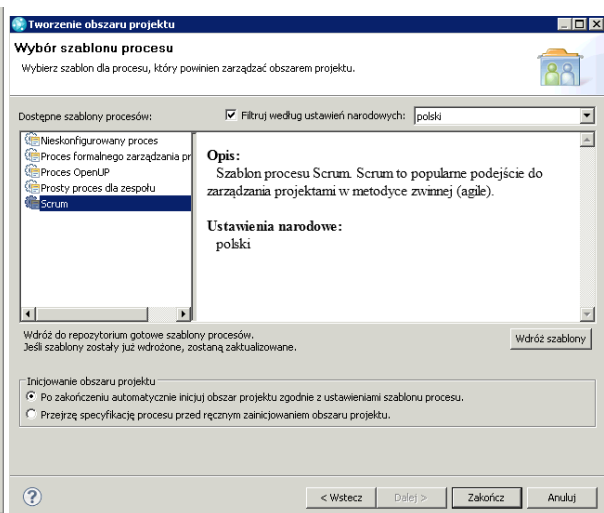 Tworzenie obszaru projektu
Wybór szablonu procesu
Wybierz szablon dla procesu, który powinien zarządzać obszarem projektu.
Dostępne szablony procesów:
Filtruj według ustawień narodowych:
polski
Nieskonfigurowany proces
Proces formalnego zarządzania pr
Proces OpenUP
Prosty proces dla zespołu
Scrum
Opis:
Szablon procesu Scrum. Scrum to popularne podejście do
zarządzania projektami w metodyce zwinnej (agile).
Ustawienia narodowe:
polski
Wdróż do repozytorium gotowe szablony procesów.
Jeśli szablony zostały już wdrożone, zostaną zaktualizowane.
Wdróż szablony
Inicjowanie obszaru projektu
Po zakończeniu automatycznie inicjuj obszar projektu zgodnie z ustawieniami szablonu procesu.
Przejrzę specyfikację procesu przed ręcznym zainicjowaniem obszaru projektu.
?
< Wstecz
Dalej >
Zakończ
Anuluj